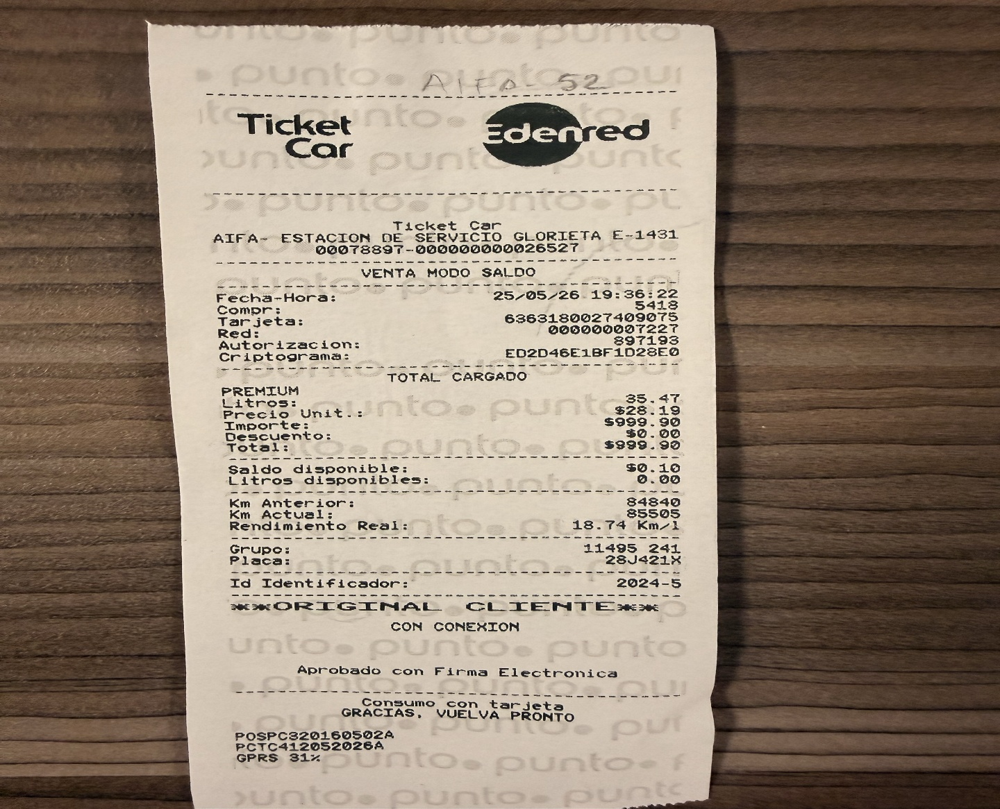 AIFA- 52
Ticket
Car
Edenred
Ticket Car
AIFA- ESTACION DE SERVICIO GLORIETA E-1431
00078897-000000000026527
VENTA MODO SALDO
Fecha-Hora: 25/05/26 19:36:22
Compr: 5418
Tarjeta: 6363180027409075
Red: 000000007227
Autorizacion: 897193
Criptograma: ED2D46E1BF1D28E0
TOTAL CARGADO
PREMIUM
Litros: 35.47
Precio Unit.: $28.19
Importe: $999.90
Descuento: $0.00
Total: $999.90
Saldo disponible: $0.10
Litros disponibles: 0.00
Km Anterior: 84840
Km Actual: 85505
Rendimiento Real: 18.74 Km/l
Grupo: 11495 241
Placa: 28J421X
Id Identificador: 2024-5
**ORIGINAL CLIENTE**
CON CONEXION
Aprobado con Firma Electronica
Consumo con tarjeta
GRACIAS, VUELVA PRONTO
POSPC320160502A
PCTC412052026A
GPRS 31%